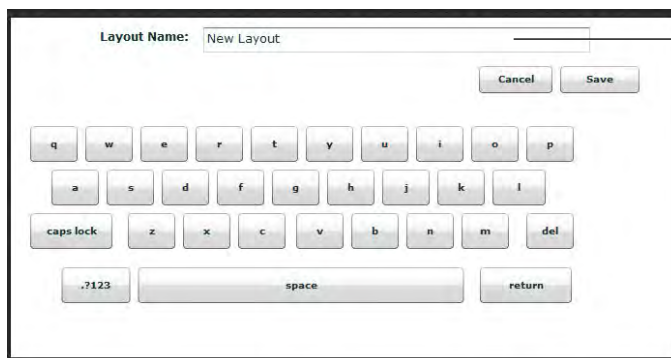 Layout Name: New Layout
Cancel Save
q w e r t y u i o p
a s d f g h j k l
caps lock z x c v b n m del
.?123 space return